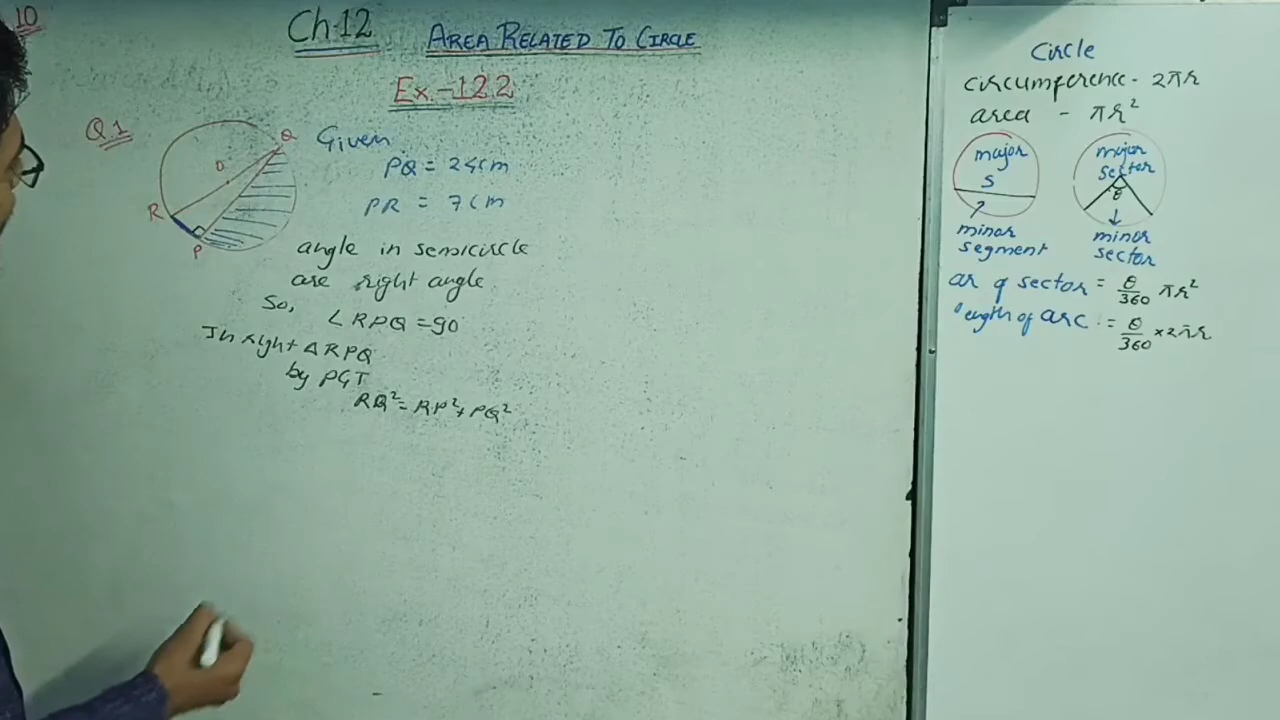 10
Ch.12 AREA RELATED TO CIRCLE
Ex.-12.2
Q.1
Q
O
R
P
Given
PQ = 24cm
PR = 7cm
angle in semicircle
are right angle
So,
∠RPQ = 90
In right △RPQ
by PGT
RQ² = RP² + PQ²
Circle
circumference - 2πr
area - πr²
major
S
minor
segment
major
sector
θ
minor
sector
ar of sector = θ/360 πr²
length of arc = θ/360 × 2πr